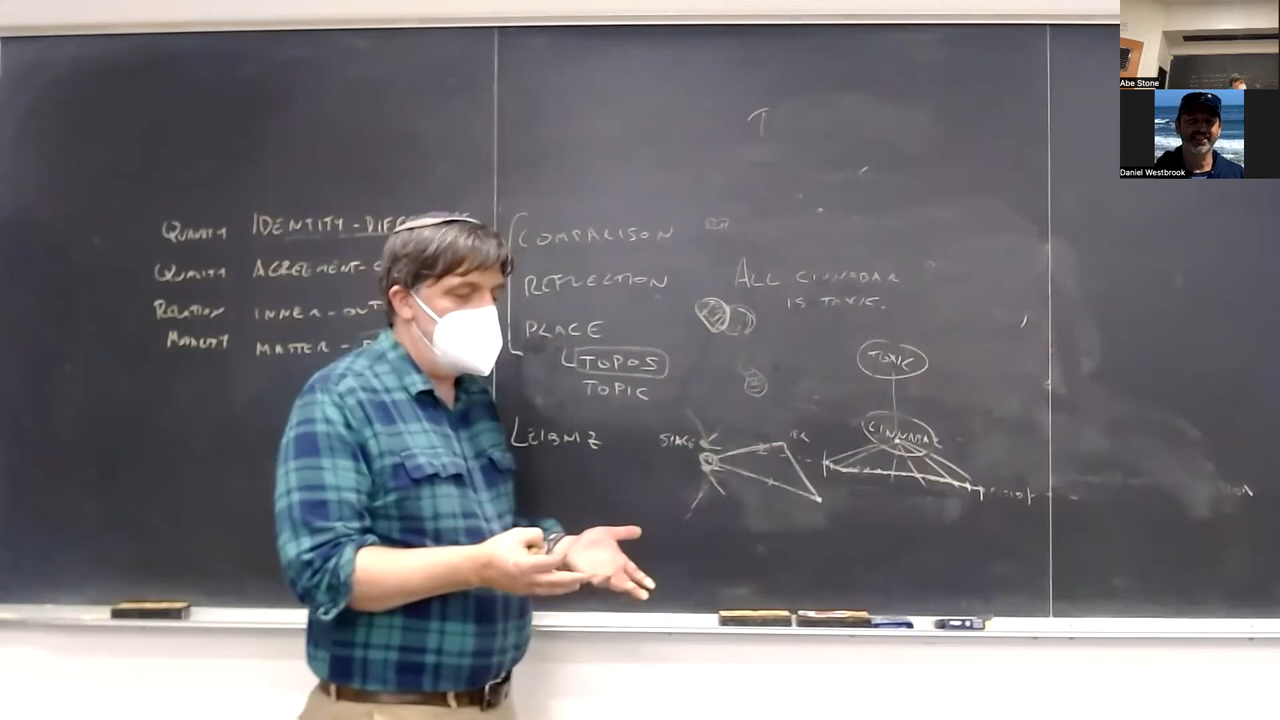 Abe Stone
Daniel Westbrook
T
QUANTITY IDENTITY - DIFF
QUALITY AGREEMENT -
RELATION INNER - OUT
MODALITY MATTER -
COMPARISON
REFLECTION
PLACE
TOPOS
TOPIC
LEIBNIZ
ALL CINNABAR
IS TOXIC.
TOXIC
CINNABAR
SPACE